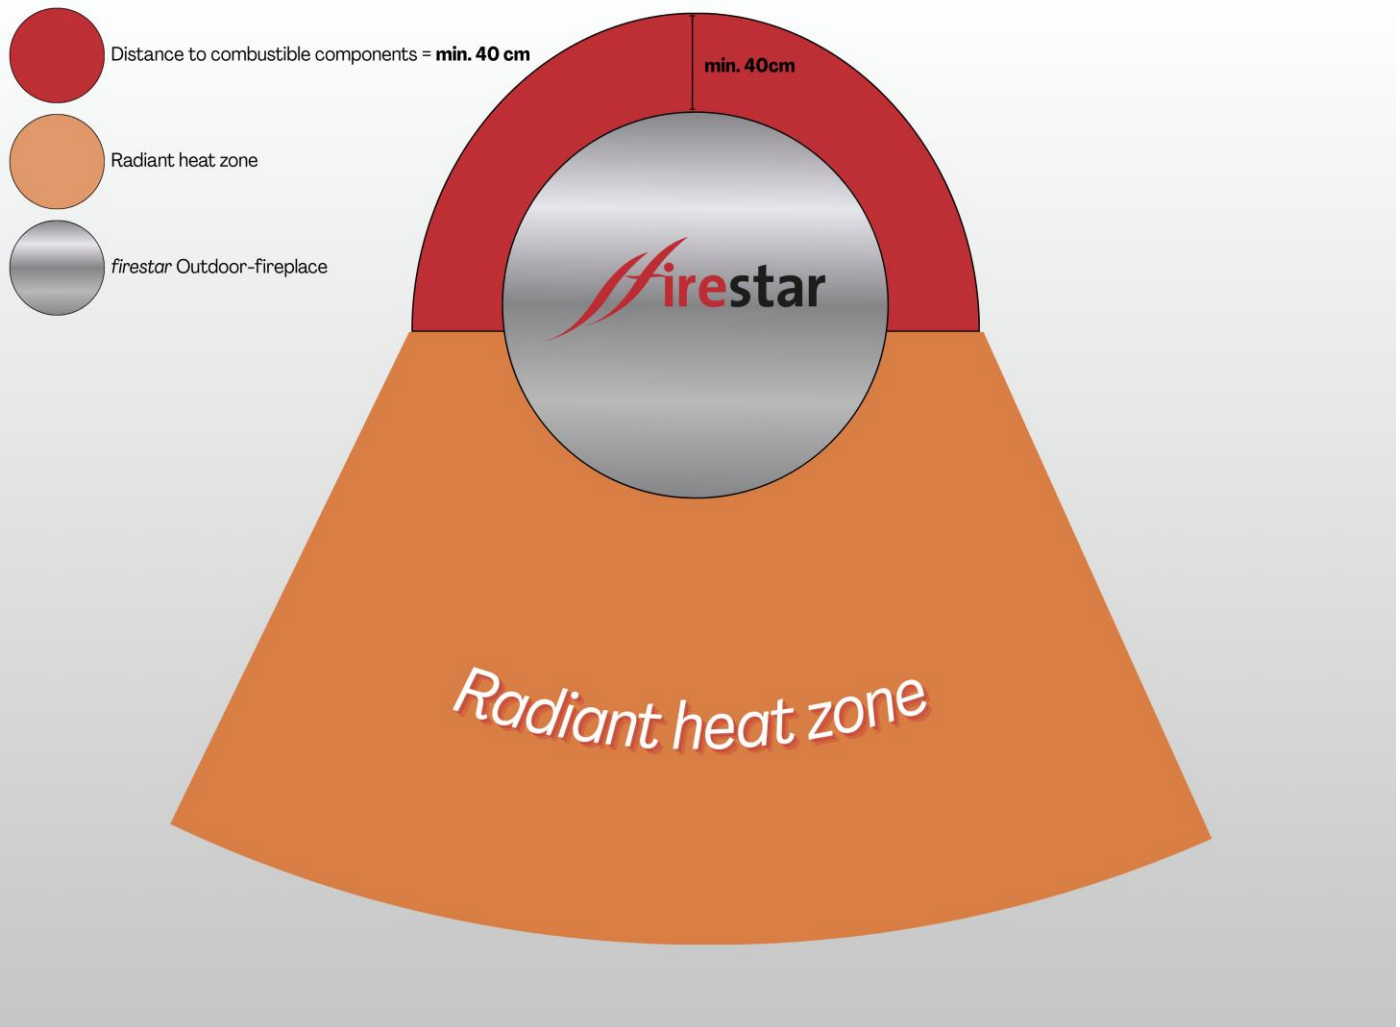 Distance to combustible components = min. 40 cm
min. 40cm
Radiant heat zone
firestar Outdoor-fireplace
firestar
Radiant heat zone